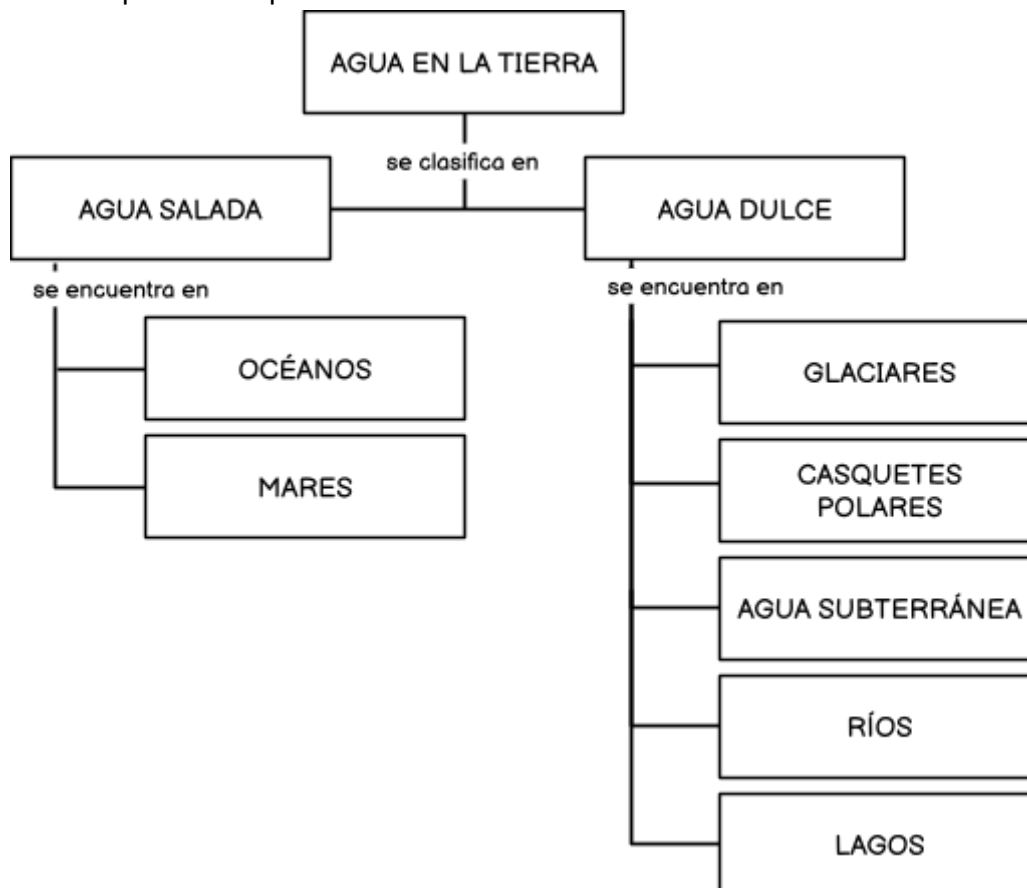 AGUA EN LA TIERRA
se clasifica en
AGUA SALADA
AGUA DULCE
se encuentra en
se encuentra en
OCÉANOS
MARES
GLACIARES
CASQUETES
POLARES
AGUA SUBTERRÁNEA
RÍOS
LAGOS